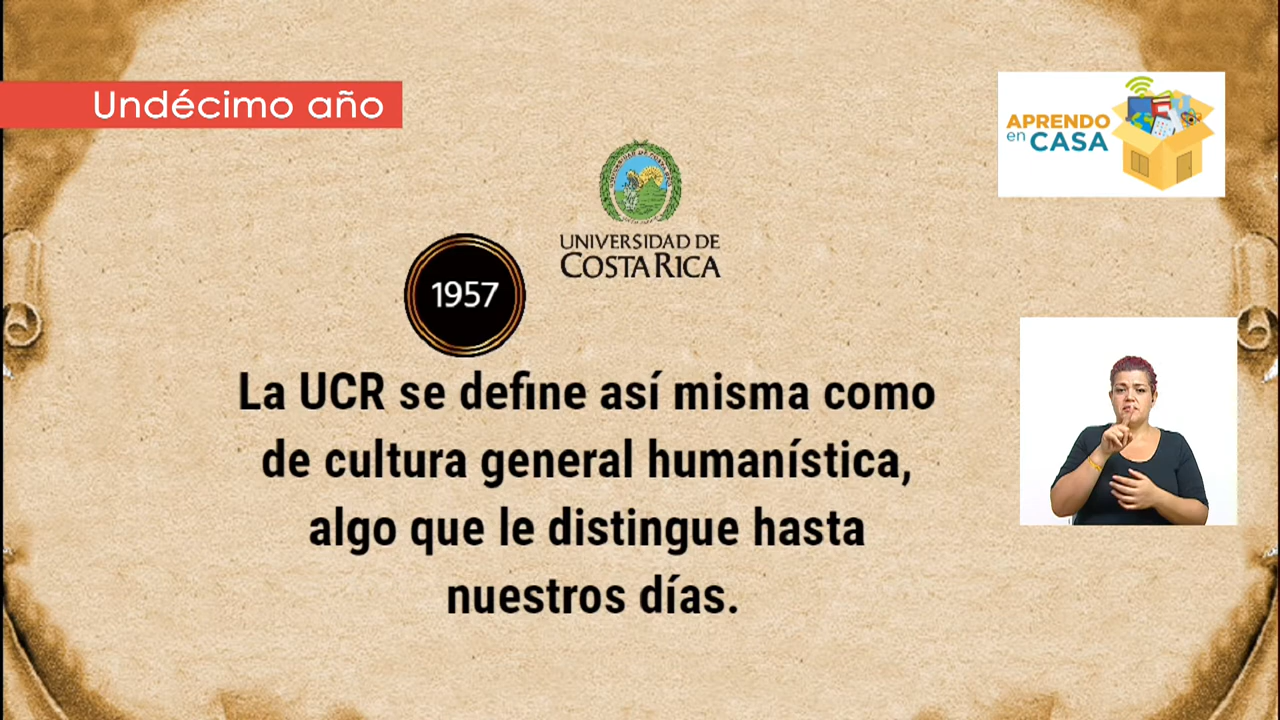 Undécimo año
APRENDO
en CASA
UNIVERSIDAD DE
COSTA RICA
1957
La UCR se define así misma como
de cultura general humanística,
algo que le distingue hasta
nuestros días.